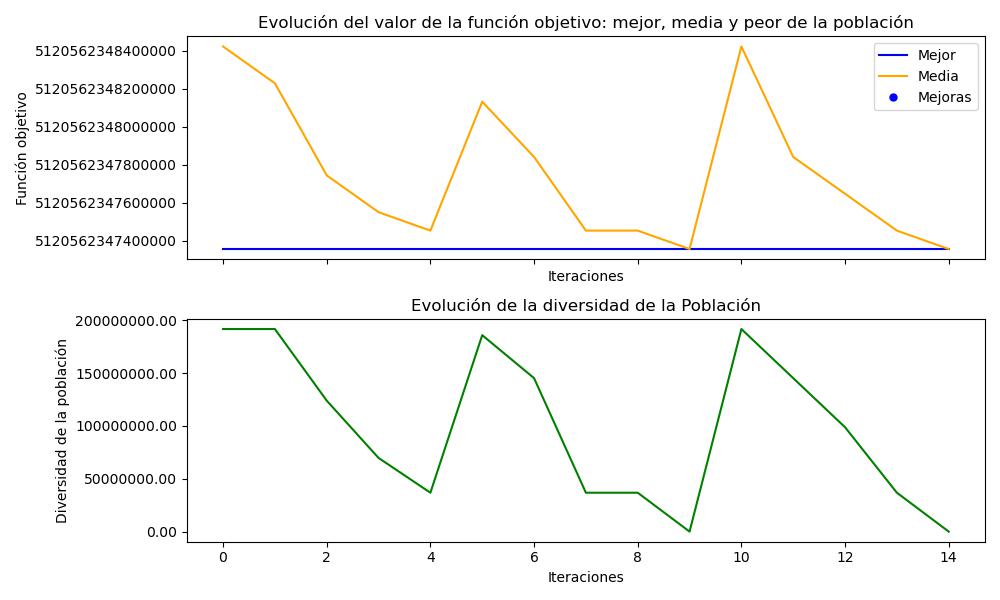 Evolución del valor de la función objetivo: mejor, media y peor de la población
Función objetivo
5120562348400000
5120562348200000
5120562348000000
5120562347800000
5120562347600000
5120562347400000
Mejor
Media
Mejoras
Iteraciones
Evolución de la diversidad de la Población
Diversidad de la población
200000000.00
150000000.00
100000000.00
50000000.00
0.00
0 2 4 6 8 10 12 14
Iteraciones